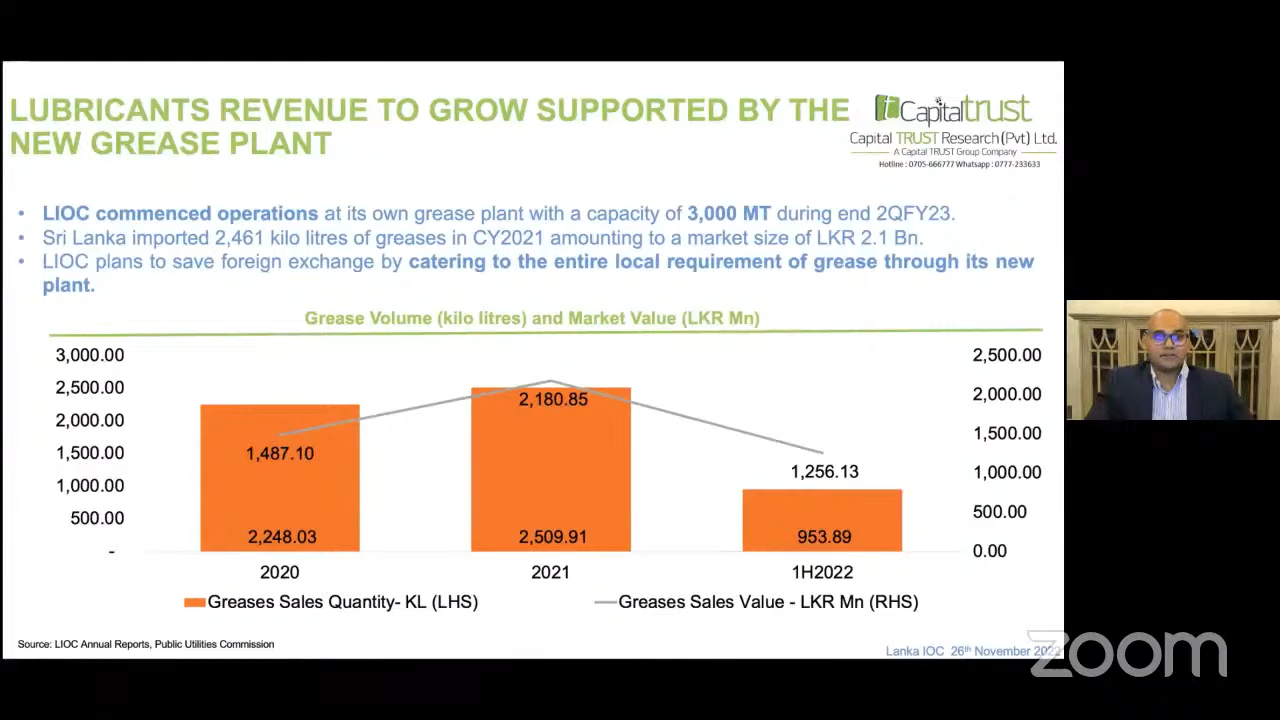 LUBRICANTS REVENUE TO GROW SUPPORTED BY THE
NEW GREASE PLANT
Capitaltrust
Capital TRUST Research (Pvt) Ltd.
A Capital TRUST Group Company
Hotline : 0705-666777 Whatsapp : 0777-233633
• LIOC commenced operations at its own grease plant with a capacity of 3,000 MT during end 2QFY23.
• Sri Lanka imported 2,461 kilo litres of greases in CY2021 amounting to a market size of LKR 2.1 Bn.
• LIOC plans to save foreign exchange by catering to the entire local requirement of grease through its new
plant.
Grease Volume (kilo litres) and Market Value (LKR Mn)
3,000.00
2,500.00
2,000.00
1,500.00
1,000.00
500.00
-
1,487.10
2,248.03
2,180.85
2,509.91
1,256.13
953.89
2,500.00
2,000.00
1,500.00
1,000.00
500.00
0.00
2020 2021 1H2022
Greases Sales Quantity- KL (LHS) Greases Sales Value - LKR Mn (RHS)
Source: LIOC Annual Reports, Public Utilities Commission
Lanka IOC 26th November 2022
zoom